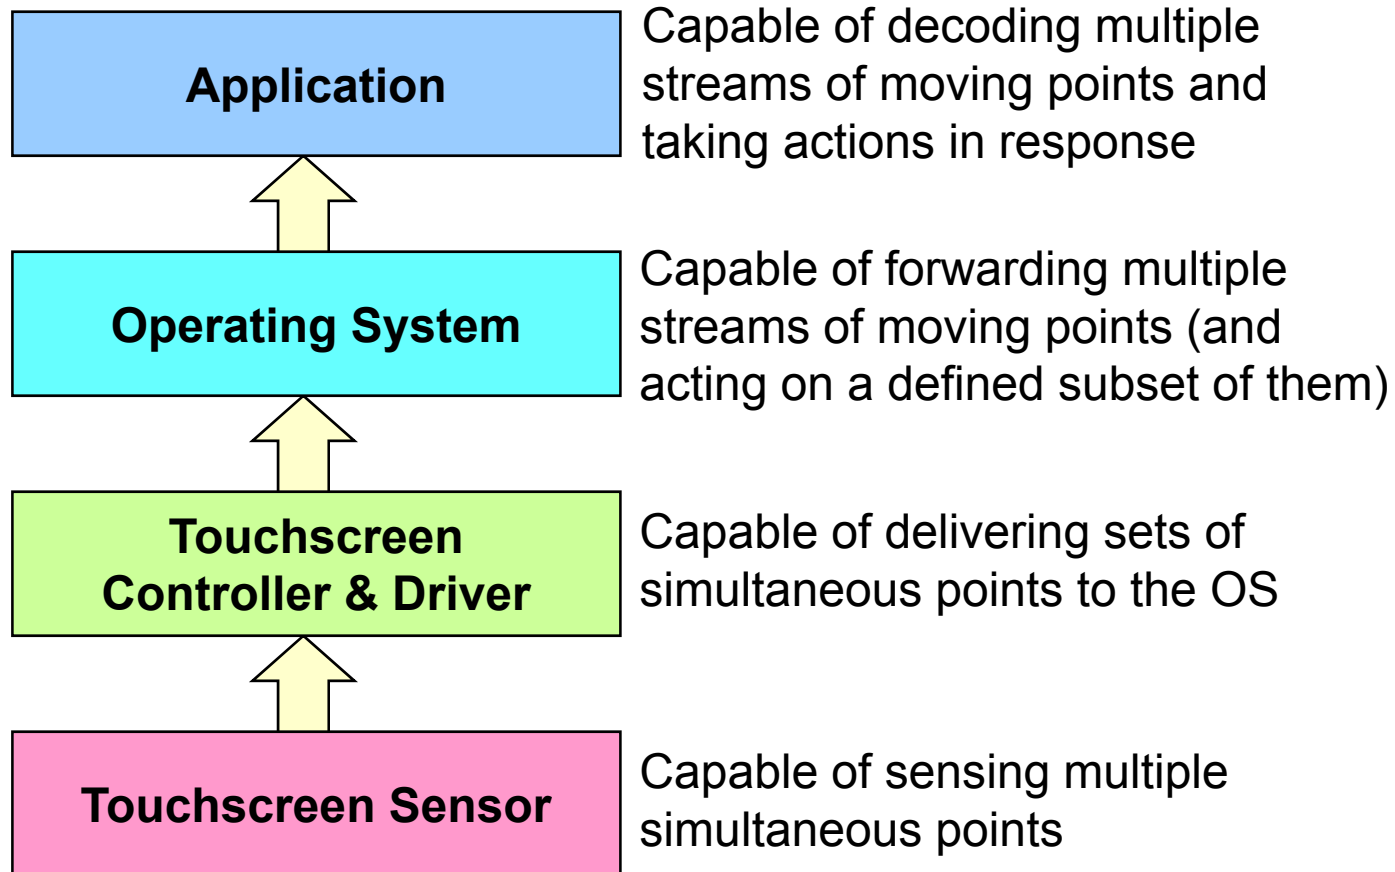 Application
Capable of decoding multiple
streams of moving points and
taking actions in response
Operating System
Capable of forwarding multiple
streams of moving points (and
acting on a defined subset of them)
Touchscreen
Controller & Driver
Capable of delivering sets of
simultaneous points to the OS
Touchscreen Sensor
Capable of sensing multiple
simultaneous points